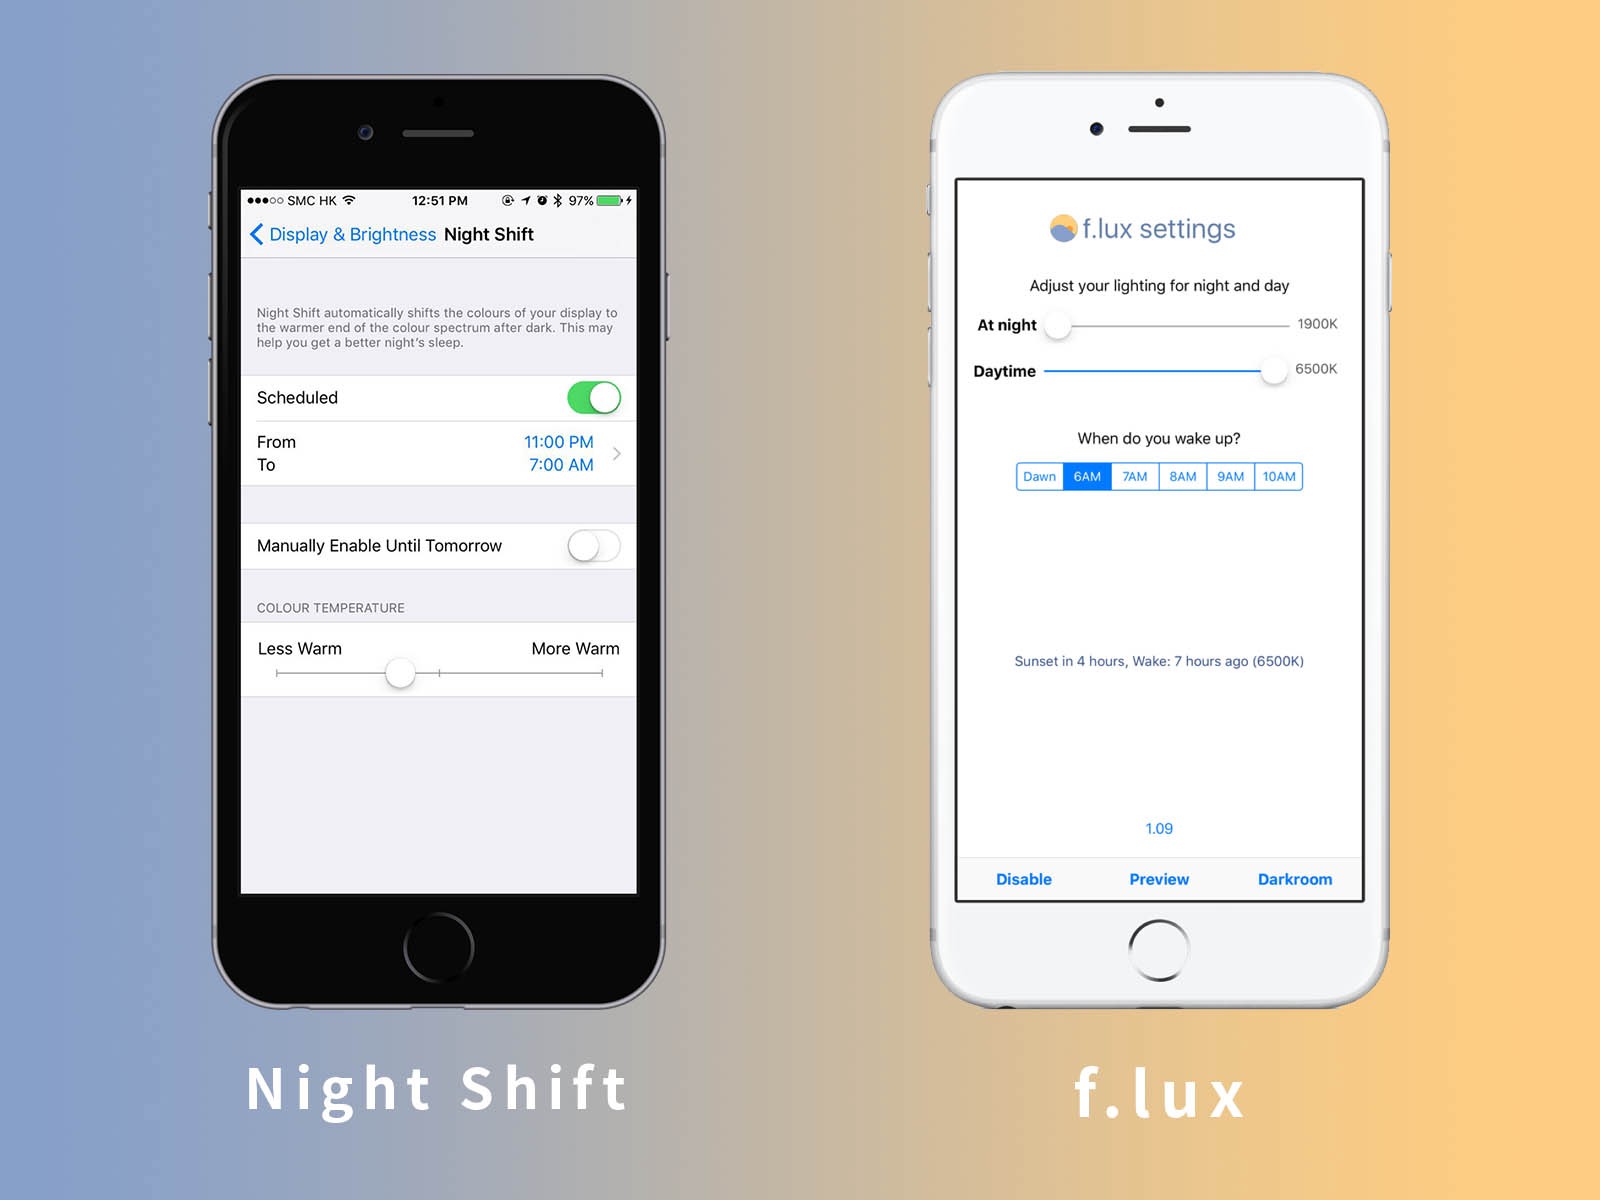 SMC HK 12:51 PM 97%
Display & Brightness Night Shift
Night Shift automatically shifts the colours of your display to
the warmer end of the colour spectrum after dark. This may
help you get a better night's sleep.
Scheduled
From 11:00 PM
To 7:00 AM
Manually Enable Until Tomorrow
COLOUR TEMPERATURE
Less Warm More Warm
Night Shift
f.lux settings
Adjust your lighting for night and day
At night 1900K
Daytime 6500K
When do you wake up?
Dawn 6AM 7AM 8AM 9AM 10AM
Sunset in 4 hours, Wake: 7 hours ago (6500K)
1.09
Disable Preview Darkroom
f.lux